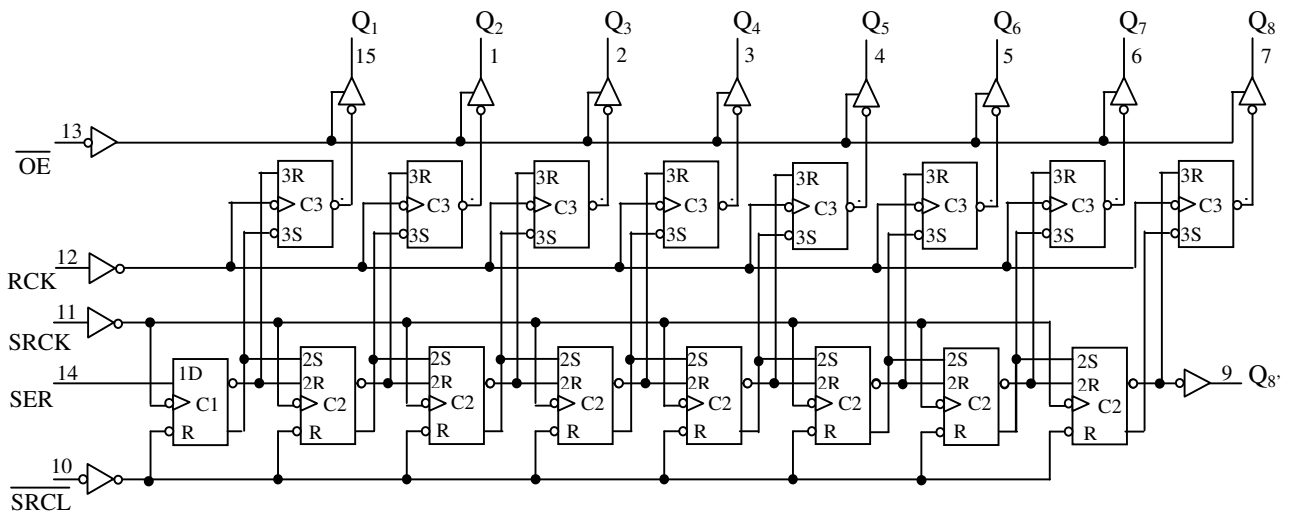 Q1 Q2 Q3 Q4 Q5 Q6 Q7 Q8
15 1 2 3 4 5 6 7
13
OE
3R 3R 3R 3R 3R 3R 3R 3R
C3 C3 C3 C3 C3 C3 C3 C3
3S 3S 3S 3S 3S 3S 3S 3S
12
RCK
11
SRCK
2S 2S 2S 2S 2S 2S 2S
14 1D 2R 2R 2R 2R 2R 2R 2R 9 Q8'
SER C1 C2 C2 C2 C2 C2 C2 C2
R R R R R R R R
10
SRCL